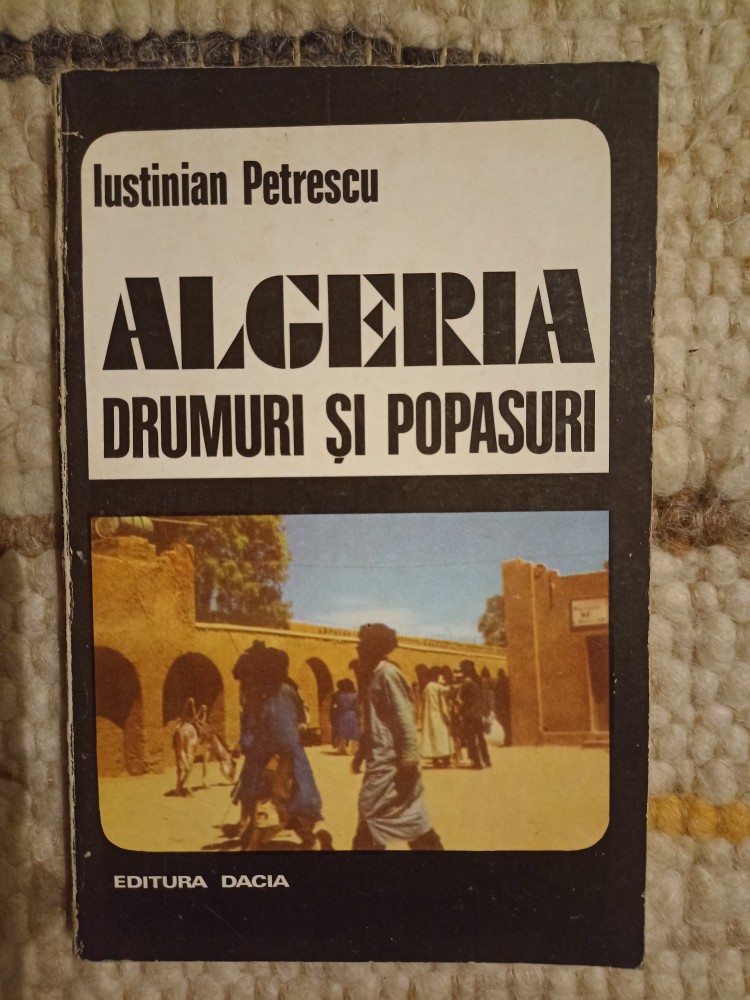 Iustinian Petrescu
ALGERIA
DRUMURI ȘI POPASURI
EDITURA DACIA